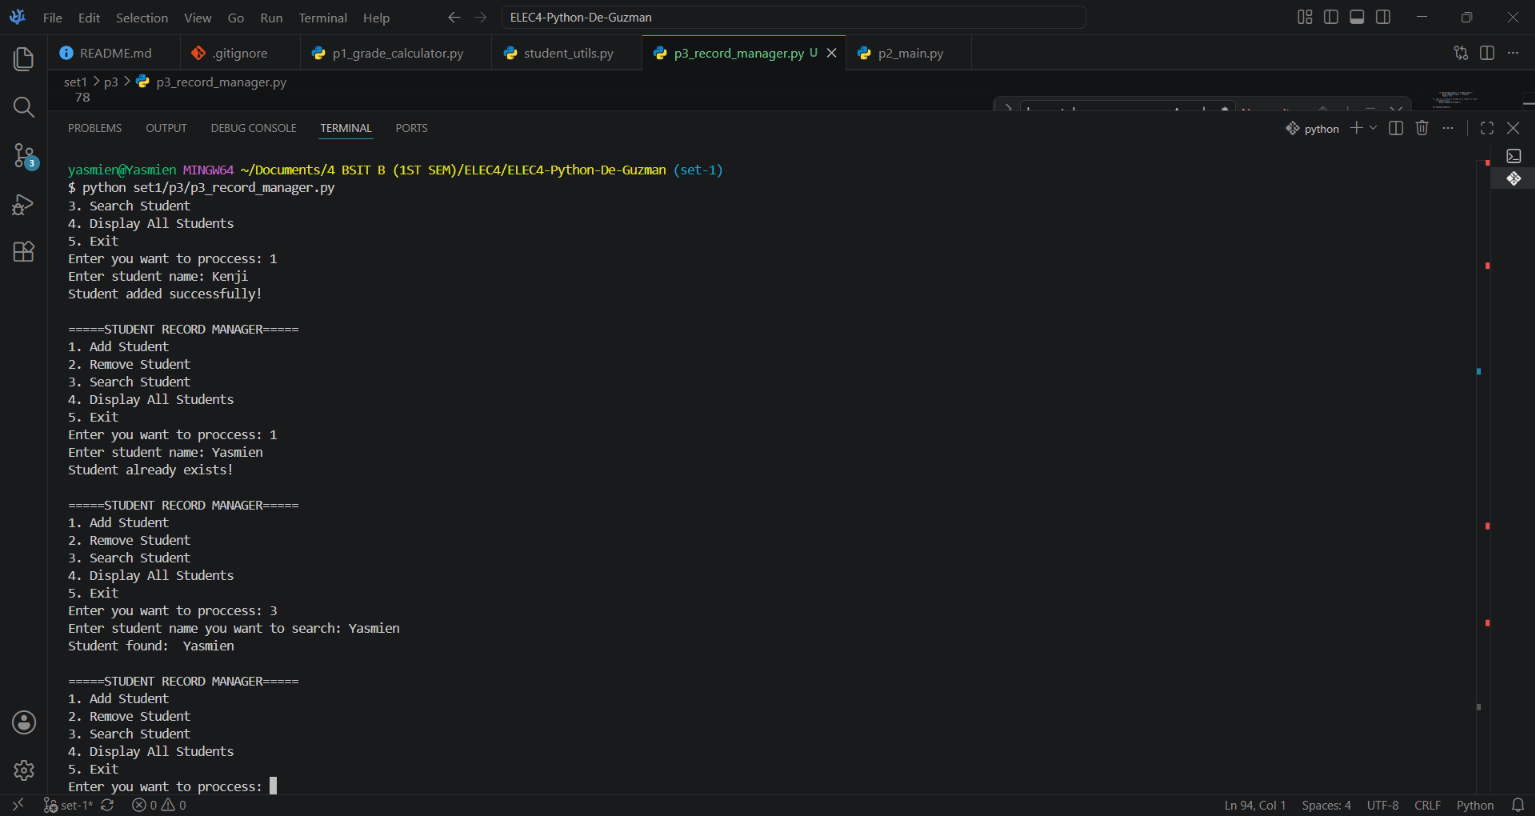 File Edit Selection View Go Run Terminal Help
ELEC4-Python-De-Guzman
README.md .gitignore p1_grade_calculator.py student_utils.py p3_record_manager.py U p2_main.py
set1 > p3 > p3_record_manager.py
78
PROBLEMS OUTPUT DEBUG CONSOLE TERMINAL PORTS
python
3
yasmien@Yasmien MINGW64 ~/Documents/4 BSIT B (1ST SEM)/ELEC4/ELEC4-Python-De-Guzman (set-1)
$ python set1/p3/p3_record_manager.py
3. Search Student
4. Display All Students
5. Exit
Enter you want to proccess: 1
Enter student name: Kenji
Student added successfully!
=====STUDENT RECORD MANAGER=====
1. Add Student
2. Remove Student
3. Search Student
4. Display All Students
5. Exit
Enter you want to proccess: 1
Enter student name: Yasmien
Student already exists!
=====STUDENT RECORD MANAGER=====
1. Add Student
2. Remove Student
3. Search Student
4. Display All Students
5. Exit
Enter you want to proccess: 3
Enter student name you want to search: Yasmien
Student found:  Yasmien
=====STUDENT RECORD MANAGER=====
1. Add Student
2. Remove Student
3. Search Student
4. Display All Students
5. Exit
Enter you want to proccess:
set-1* 0 0
Ln 94, Col 1 Spaces: 4 UTF-8 CRLF Python